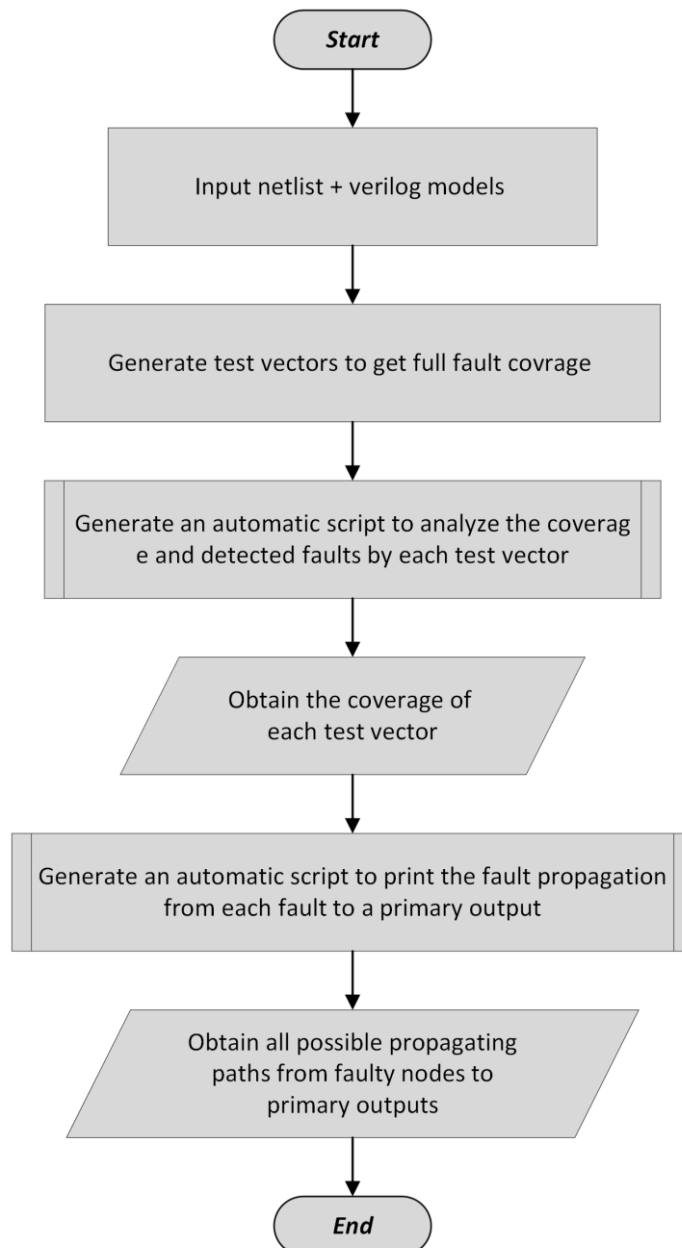 Start
Input netlist + verilog models
Generate test vectors to get full fault covrage
Generate an automatic script to analyze the coverag
e and detected faults by each test vector
Obtain the coverage of
each test vector
Generate an automatic script to print the fault propagation
from each fault to a primary output
Obtain all possible propagating
paths from faulty nodes to
primary outputs
End